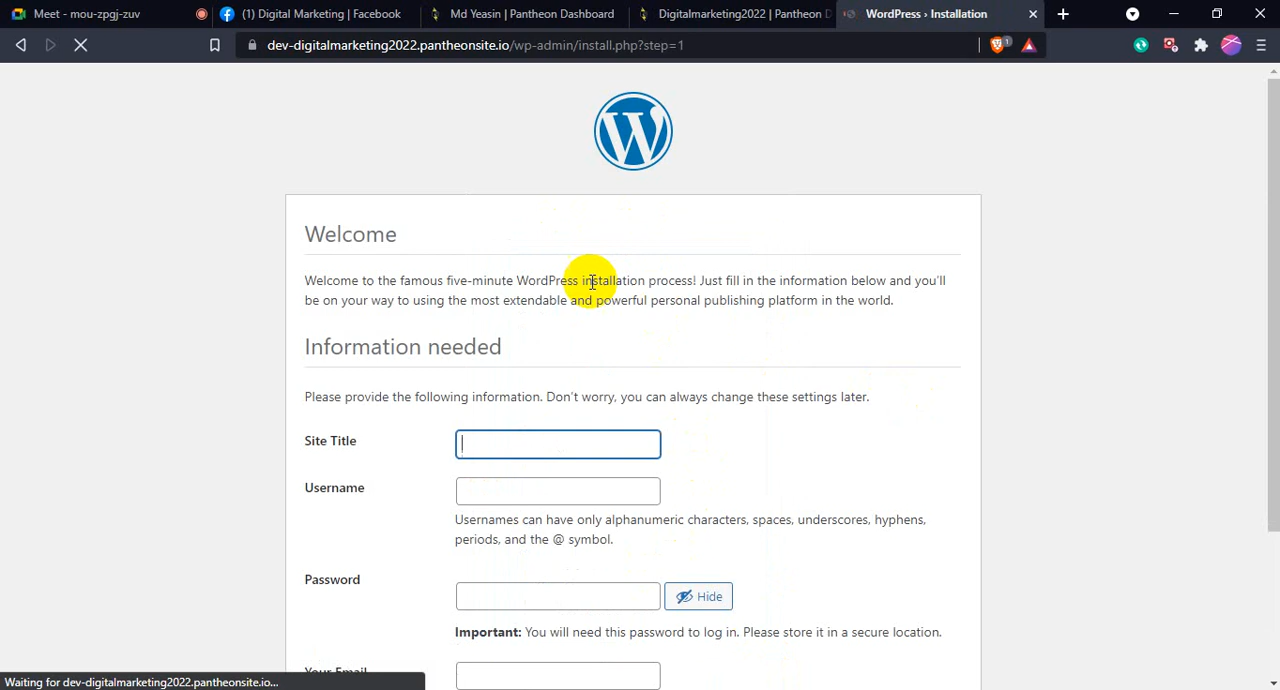 Meet - mou-zpgj-zuv
(1) Digital Marketing | Facebook
Md Yeasin | Pantheon Dashboard
Digitalmarketing2022 | Pantheon D
WordPress › Installation
dev-digitalmarketing2022.pantheonsite.io/wp-admin/install.php?step=1
1
Welcome
Welcome to the famous five-minute WordPress installation process! Just fill in the information below and you'll
be on your way to using the most extendable and powerful personal publishing platform in the world.
Information needed
Please provide the following information. Don't worry, you can always change these settings later.
Site Title
Username
Usernames can have only alphanumeric characters, spaces, underscores, hyphens,
periods, and the @ symbol.
Password
Hide
Important: You will need this password to log in. Please store it in a secure location.
Your Email
Waiting for dev-digitalmarketing2022.pantheonsite.io...